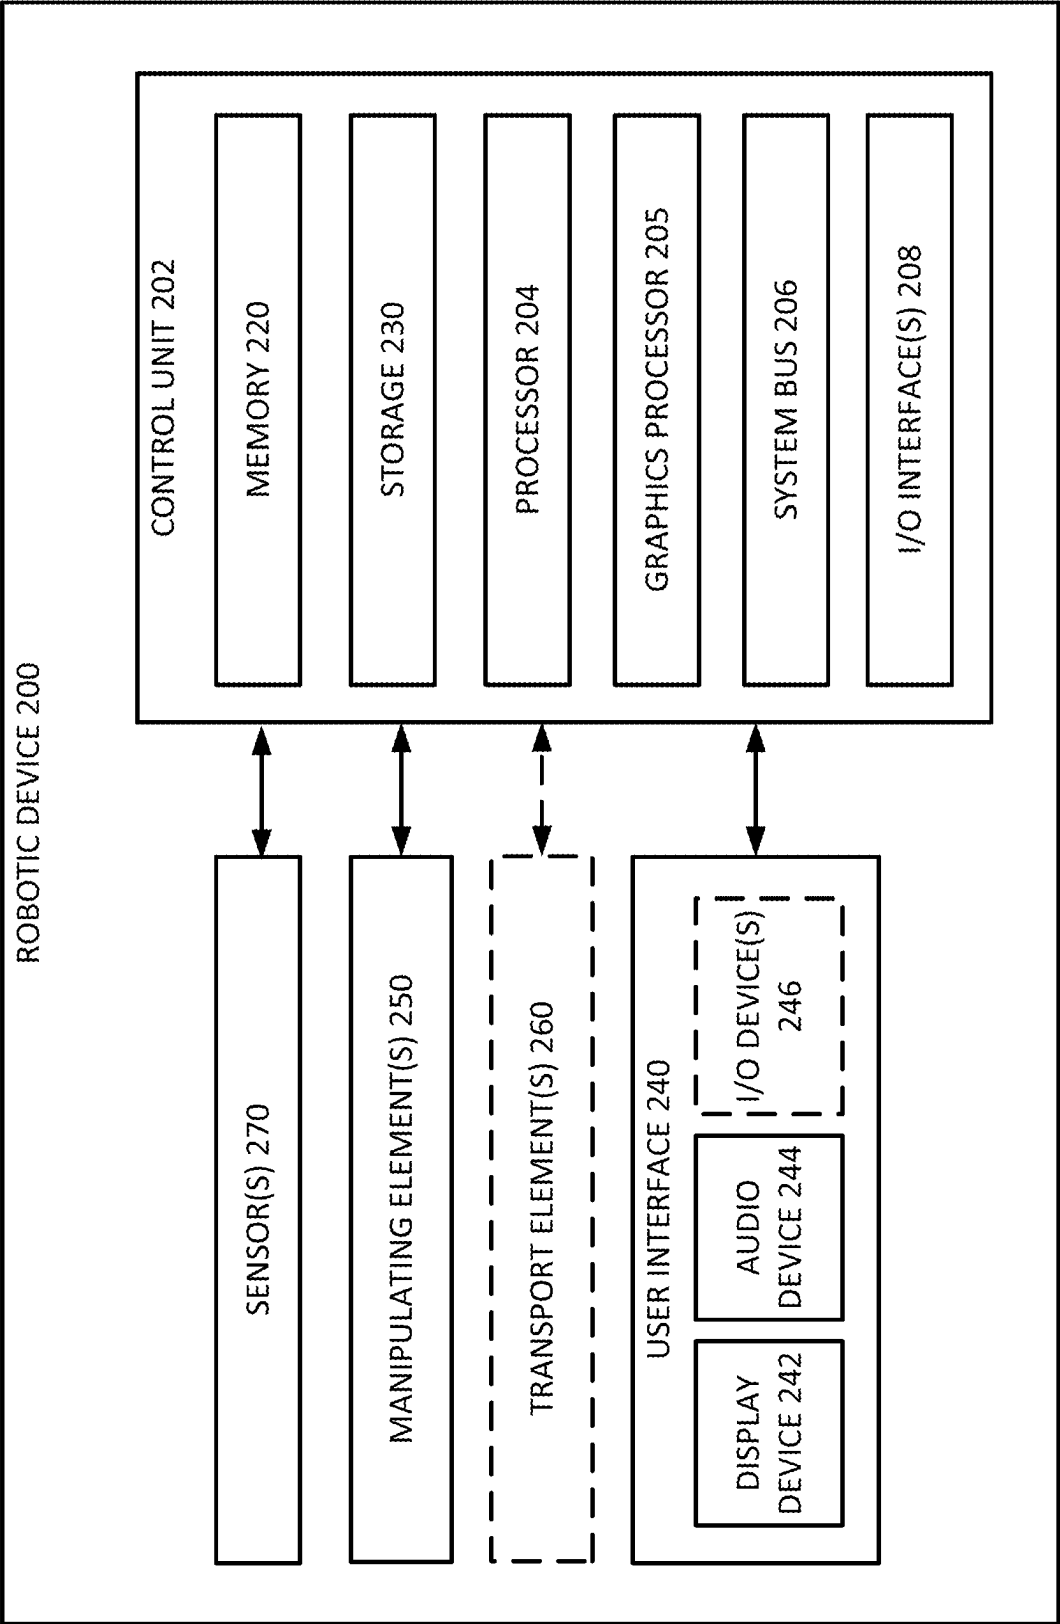 ROBOTIC DEVICE 200
SENSOR(S) 270
MANIPULATING ELEMENT(S) 250
TRANSPORT ELEMENT(S) 260
USER INTERFACE 240
DISPLAY
DEVICE 242
AUDIO
DEVICE 244
I/O DEVICE(S)
246
CONTROL UNIT 202
MEMORY 220
STORAGE 230
PROCESSOR 204
GRAPHICS PROCESSOR 205
SYSTEM BUS 206
I/O INTERFACE(S) 208